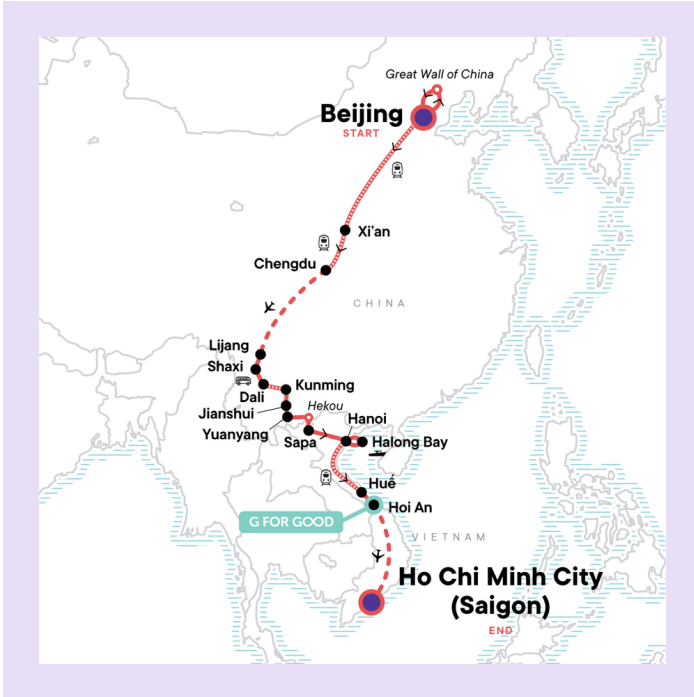 Great Wall of China
Beijing
START
Xi'an
Chengdu
CHINA
Lijang
Shaxi
Dali
Kunming
Jianshui
Hekou
Yuanyang
Hanoi
Sapa
Halong Bay
Hué
Hoi An
G FOR GOOD
VIETNAM
Ho Chi Minh City
(Saigon)
END